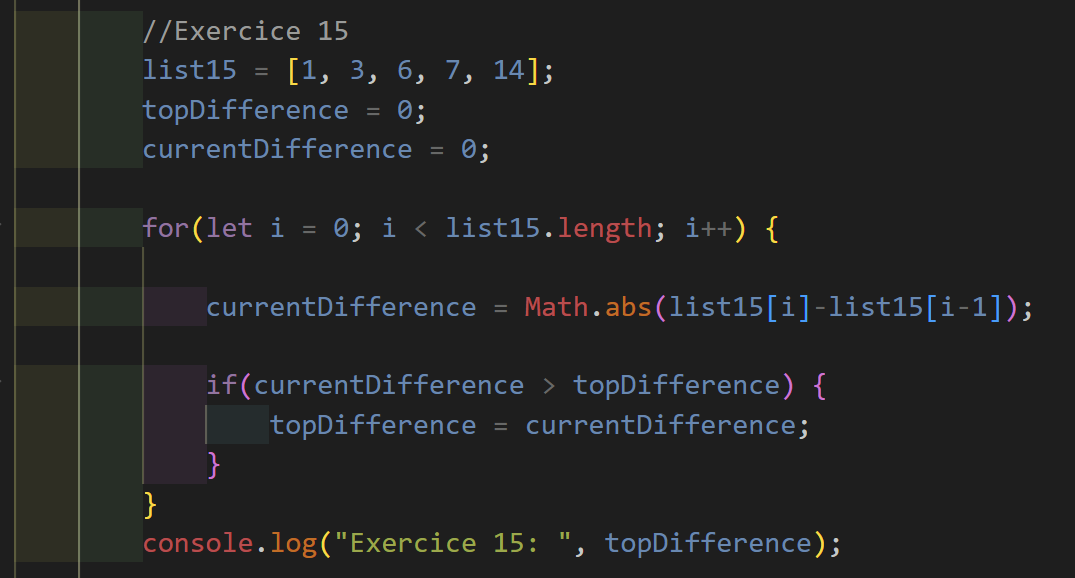 //Exercice 15
list15 = [1, 3, 6, 7, 14];
topDifference = 0;
currentDifference = 0;
for(let i = 0; i < list15.length; i++) {
currentDifference = Math.abs(list15[i]-list15[i-1]);
if(currentDifference > topDifference) {
topDifference = currentDifference;
}
}
console.log("Exercice 15: ", topDifference);